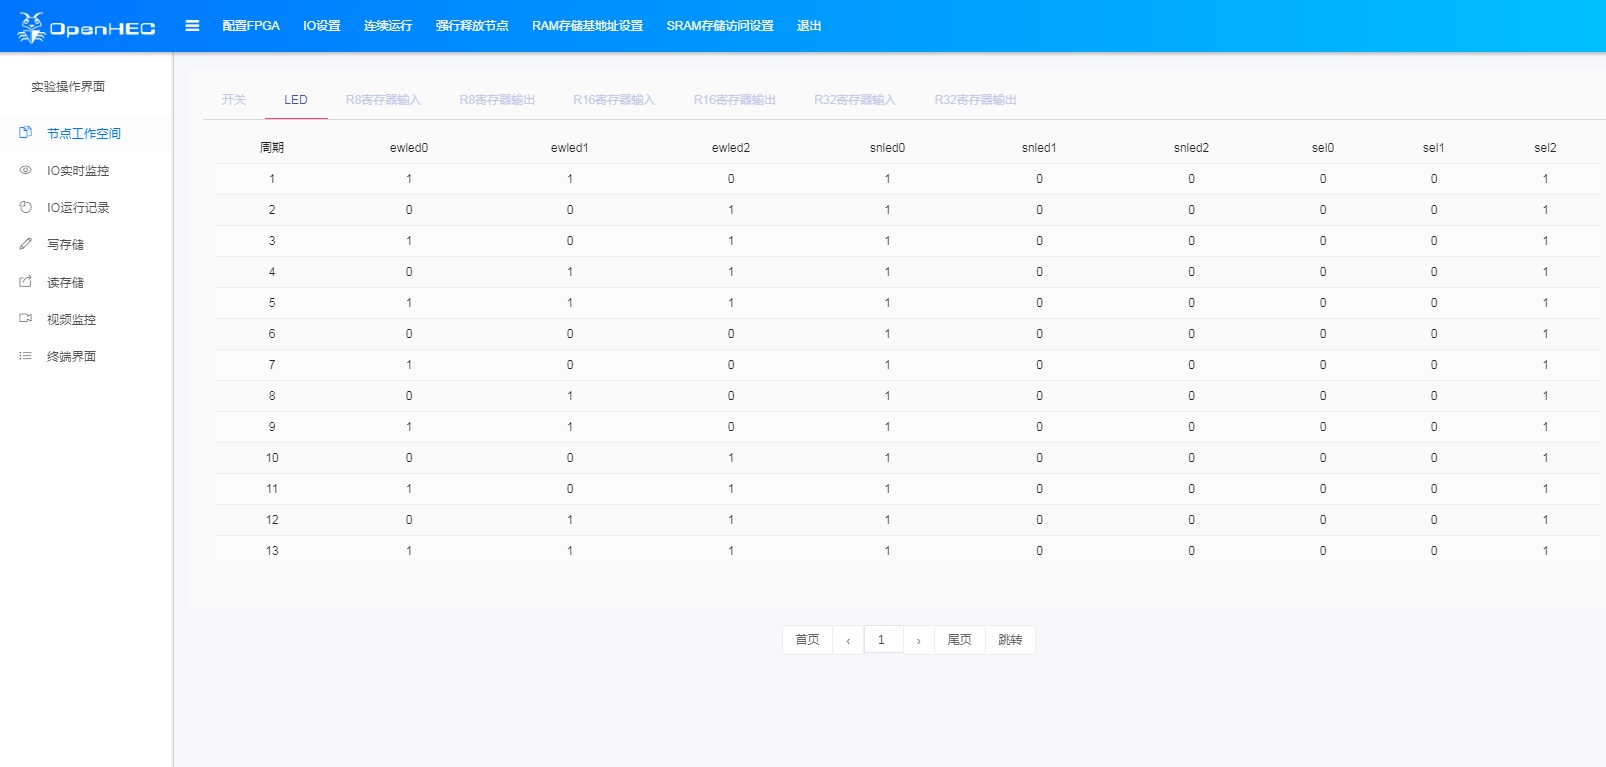 OpenHEC 配置FPGA IO设置 连续运行 强行释放节点 RAM存储基地址设置 SRAM存储访问设置 退出
实验操作界面
节点工作空间
IO实时监控
IO运行记录
写存储
读存储
视频监控
终端界面
开关 LED R8寄存器输入 R8寄存器输出 R16寄存器输入 R16寄存器输出 R32寄存器输入 R32寄存器输出
周期 ewled0 ewled1 ewled2 snled0 snled1 snled2 sel0 sel1 sel2
1 1 1 0 1 0 0 0 0 1
2 0 0 1 1 0 0 0 0 1
3 1 0 1 1 0 0 0 0 1
4 0 1 1 1 0 0 0 0 1
5 1 1 1 1 0 0 0 0 1
6 0 0 0 1 0 0 0 0 1
7 1 0 0 1 0 0 0 0 1
8 0 1 0 1 0 0 0 0 1
9 1 1 0 1 0 0 0 0 1
10 0 0 1 1 0 0 0 0 1
11 1 0 1 1 0 0 0 0 1
12 0 1 1 1 0 0 0 0 1
13 1 1 1 1 0 0 0 0 1
首页 ‹ 1 › 尾页 跳转